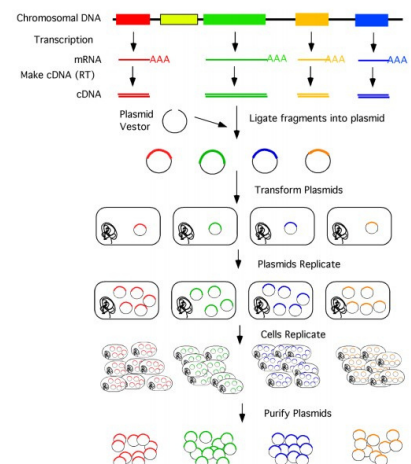 Chromosomal DNA
Transcription
mRNA AAA AAA AAA AAA
Make cDNA (RT)
cDNA
Plasmid
Vestor
Ligate fragments into plasmid
Transform Plasmids
Plasmids Replicate
Cells Replicate
Purify Plasmids